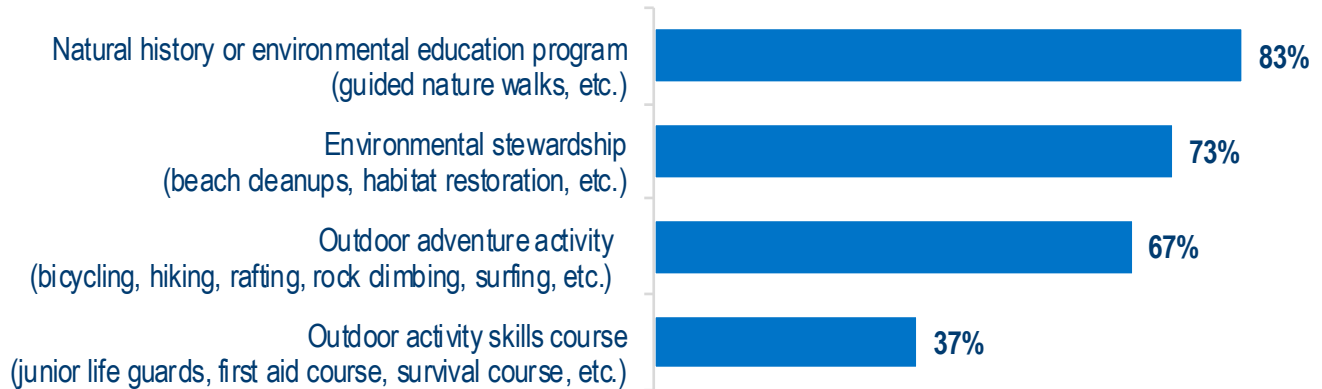 Natural history or environmental education program
(guided nature walks, etc.)
83%
Environmental stewardship
(beach cleanups, habitat restoration, etc.)
73%
Outdoor adventure activity
(bicycling, hiking, rafting, rock climbing, surfing, etc.)
67%
Outdoor activity skills course
(junior life guards, first aid course, survival course, etc.)
37%